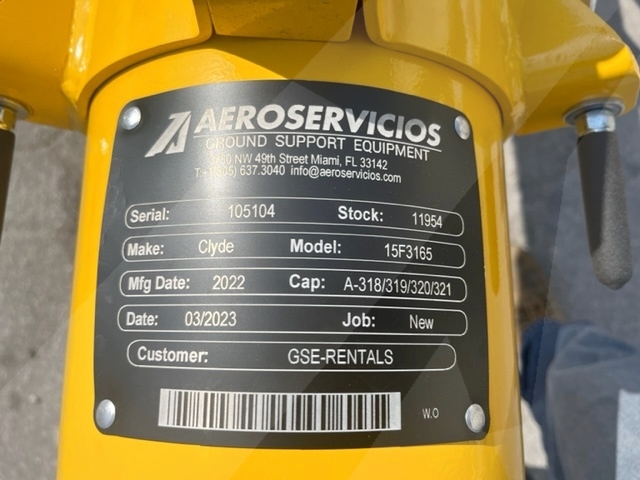 AEROSERVICIOS
GROUND SUPPORT EQUIPMENT
NW 49th Street Miami, FL 33142
637.3040 info@aeroservicios.com
Serial: 105104 Stock: 11954
Make: Clyde Model: 15F3165
Mfg Date: 2022 Cap: A-318/319/320/321
Date: 03/2023 Job: New
Customer: GSE-RENTALS
W.O